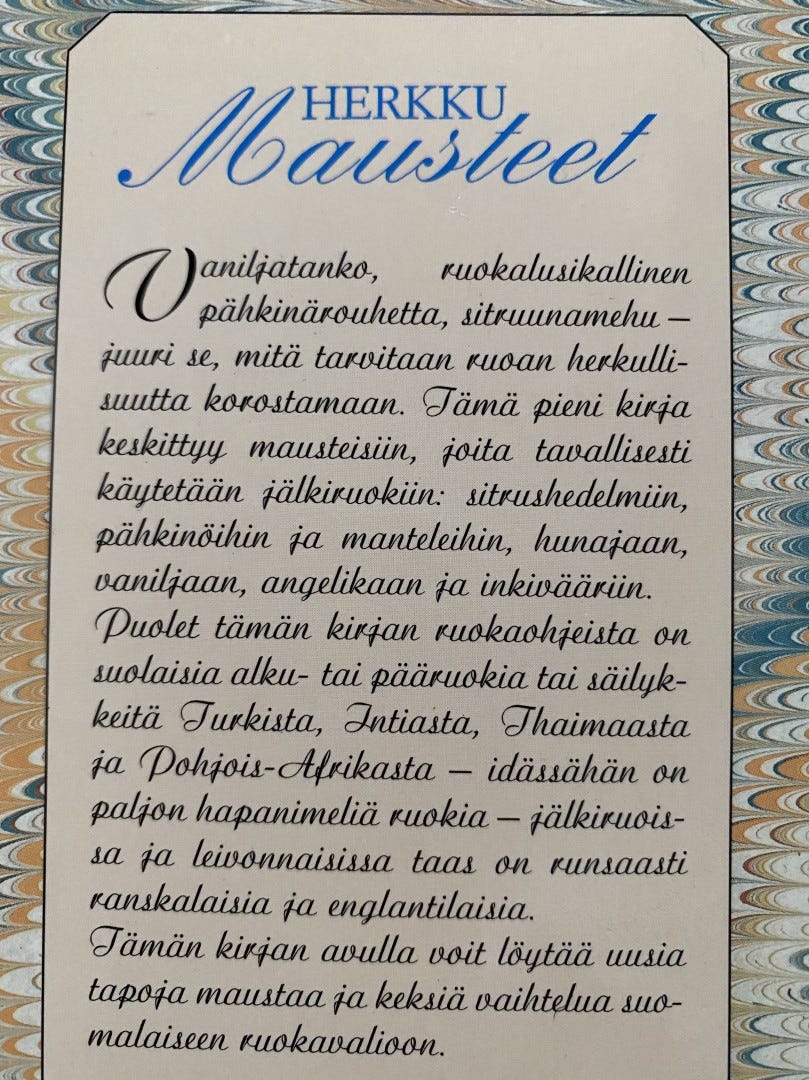 HERKKU
Mausteet
Vaniljatanko, ruokalusikallinen
pähkinärouhetta, sitruunamehu –
juuri se, mitä tarvitaan ruoan herkulli-
suutta korostamaan. Tämä pieni kirja
keskittyy mausteisiin, joita tavallisesti
käytetään jälkiruokiin: sitrushedelmiin,
pähkinöihin ja manteleihin, hunajaan,
vaniljaan, angelikaan ja inkivääriin.
Puolet tämän kirjan ruokaohjeista on
suolaisia alku- tai pääruokia tai säilyk-
keitä Turkista, Intiasta, Thaimaasta
ja Pohjois-Afrikasta – idässähän on
paljon hapanimeliä ruokia – jälkiruois-
sa ja leivonnaisissa taas on runsaasti
ranskalaisia ja englantilaisia.
Tämän kirjan avulla voit löytää uusia
tapoja maustaa ja keksiä vaihtelua suo-
malaiseen ruokavalioon.